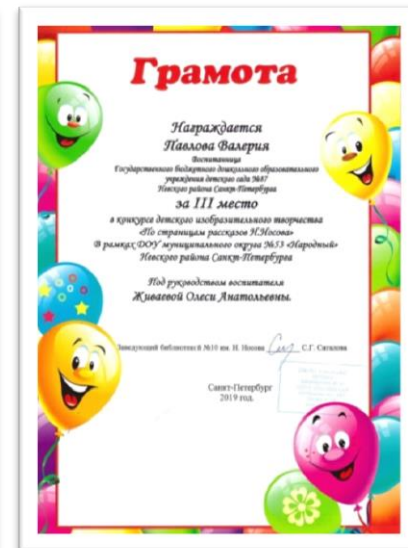 Грамота
Награждается
Павлова Валерия
Воспитанница
Государственного бюджетного дошкольного образовательного
учреждения детского сада №87
Невского района Санкт-Петербурга
за III место
в конкурсе детского изобразительного творчества
«По страницам рассказов Н.Носова»
В рамках ДОУ муниципального округа №53 «Народный»
Невского района Санкт-Петербурга
Под руководством воспитателя
Живаевой Олеси Анатольевны.
Заведующий библиотекой №10 им. Н. Носова С.Г.
Санкт-Петербург
2019 год.